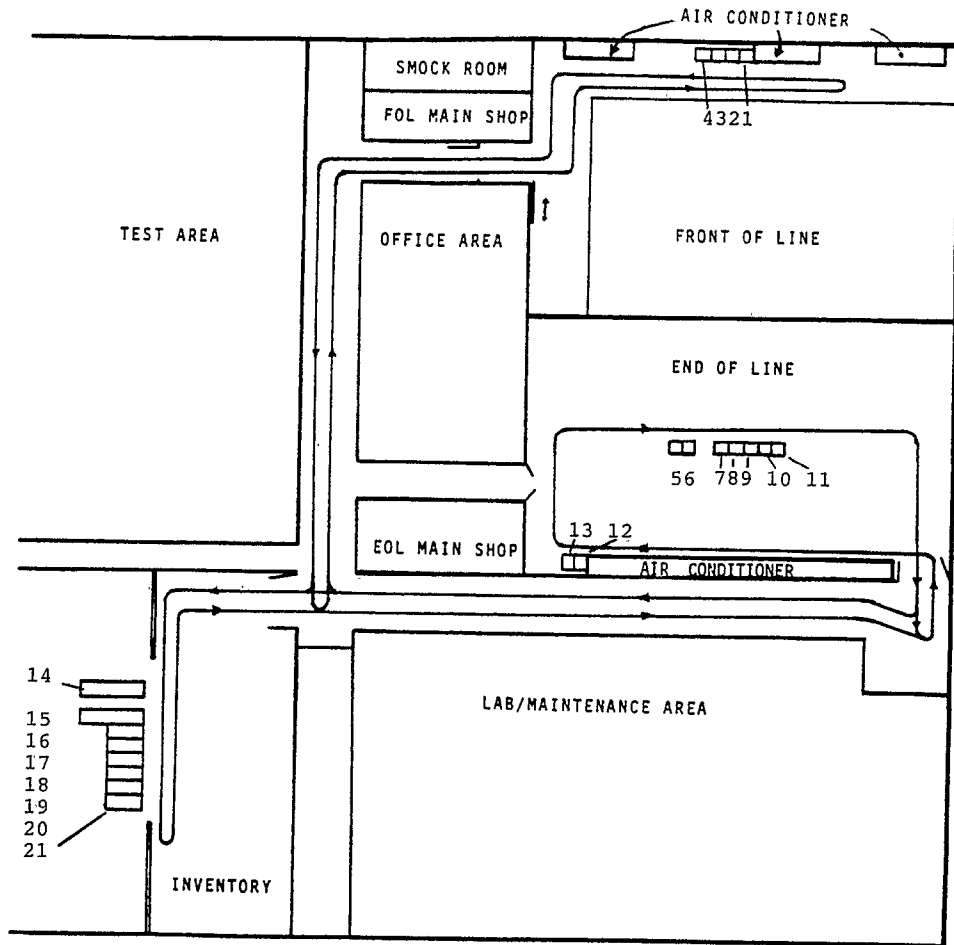 AIR CONDITIONER
SMOCK ROOM
FOL MAIN SHOP
4321
TEST AREA
OFFICE AREA
FRONT OF LINE
END OF LINE
56 789 10 11
13 12
EOL MAIN SHOP
AIR CONDITIONER
14
15
16
17
18
19
20
21
LAB/MAINTENANCE AREA
INVENTORY